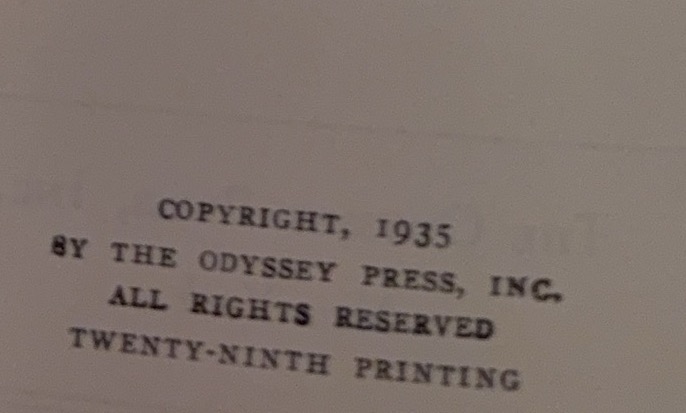 COPYRIGHT, 1935
BY THE ODYSSEY PRESS, INC.
ALL RIGHTS RESERVED
TWENTY-NINTH PRINTING